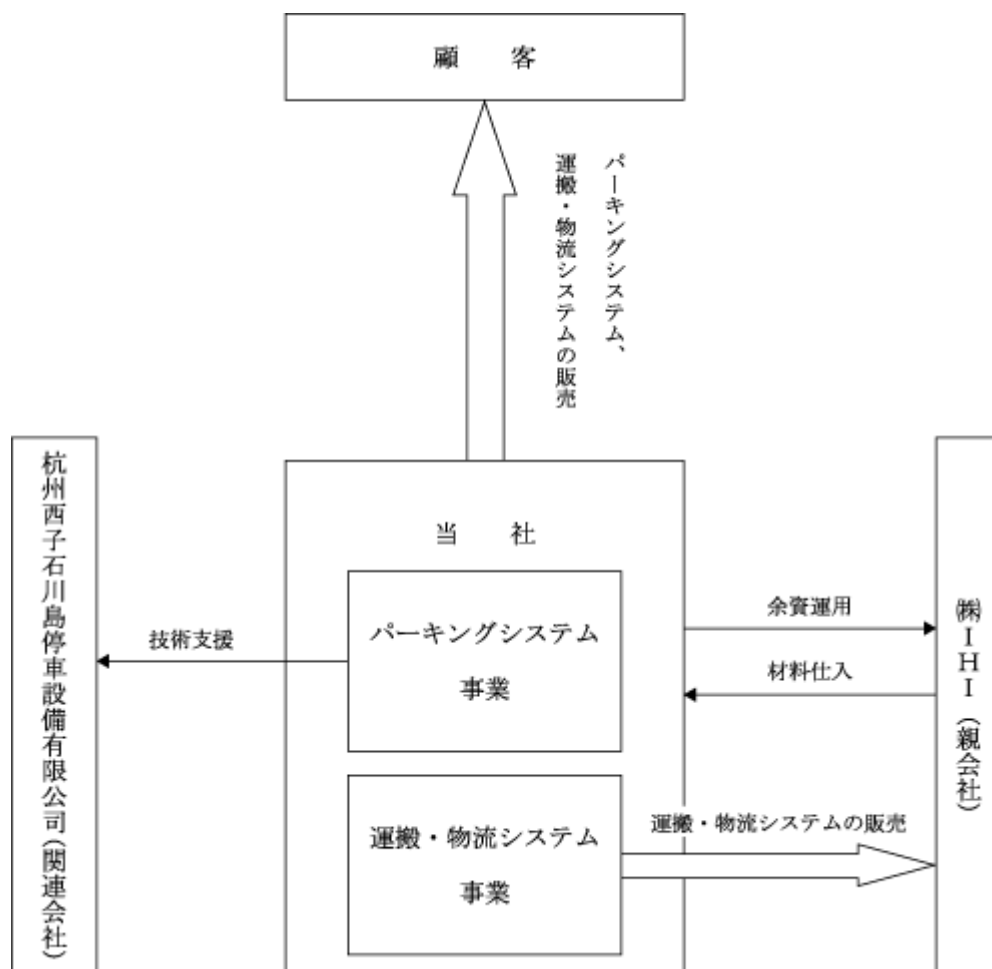 顧　客
パーキングシステム、
運搬・物流システムの販売
杭州西子石川島停車設備有限公司（関連会社）
当　社
技術支援
パーキングシステム
事業
余資運用
材料仕入
㈱ＩＨＩ（親会社）
運搬・物流システム
事業
運搬・物流システムの販売